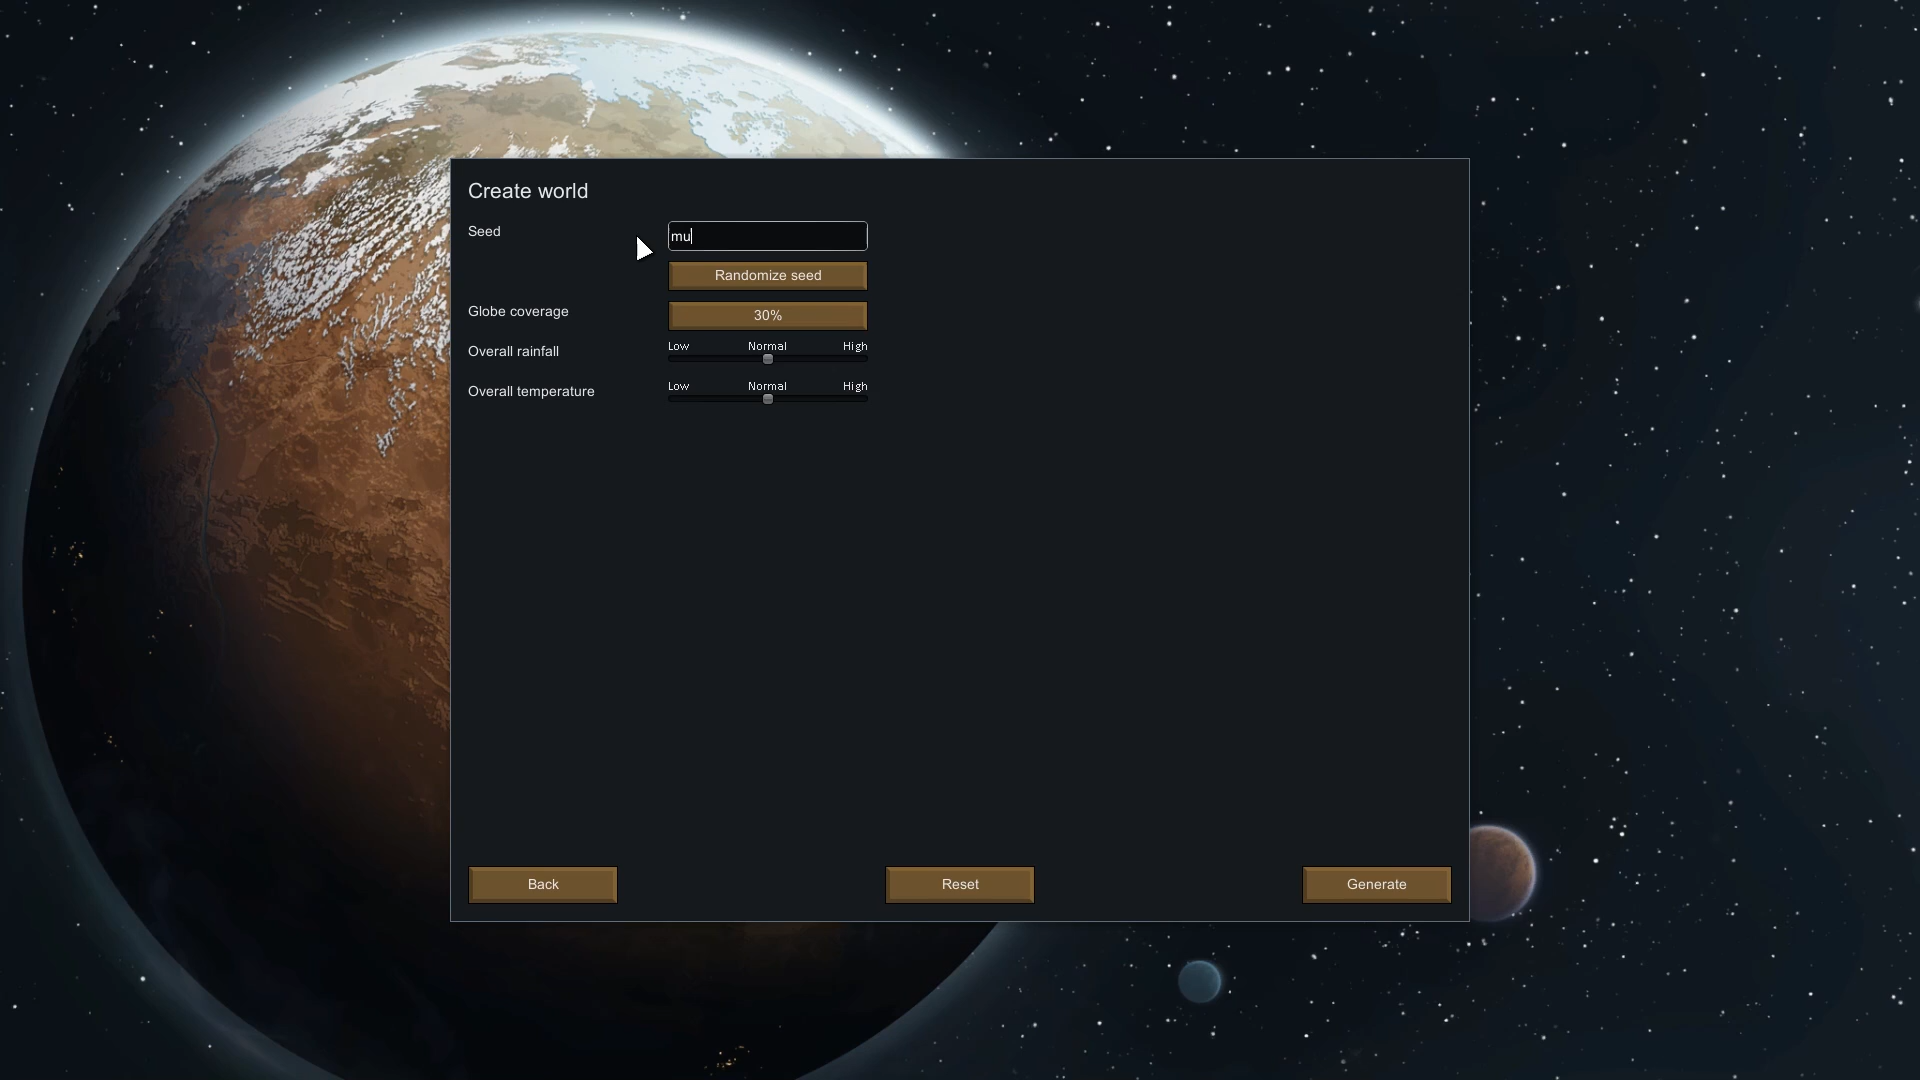 Create world
Seed
mu
Randomize seed
Globe coverage
30%
Overall rainfall
Low Normal High
Overall temperature
Low Normal High
Back Reset Generate